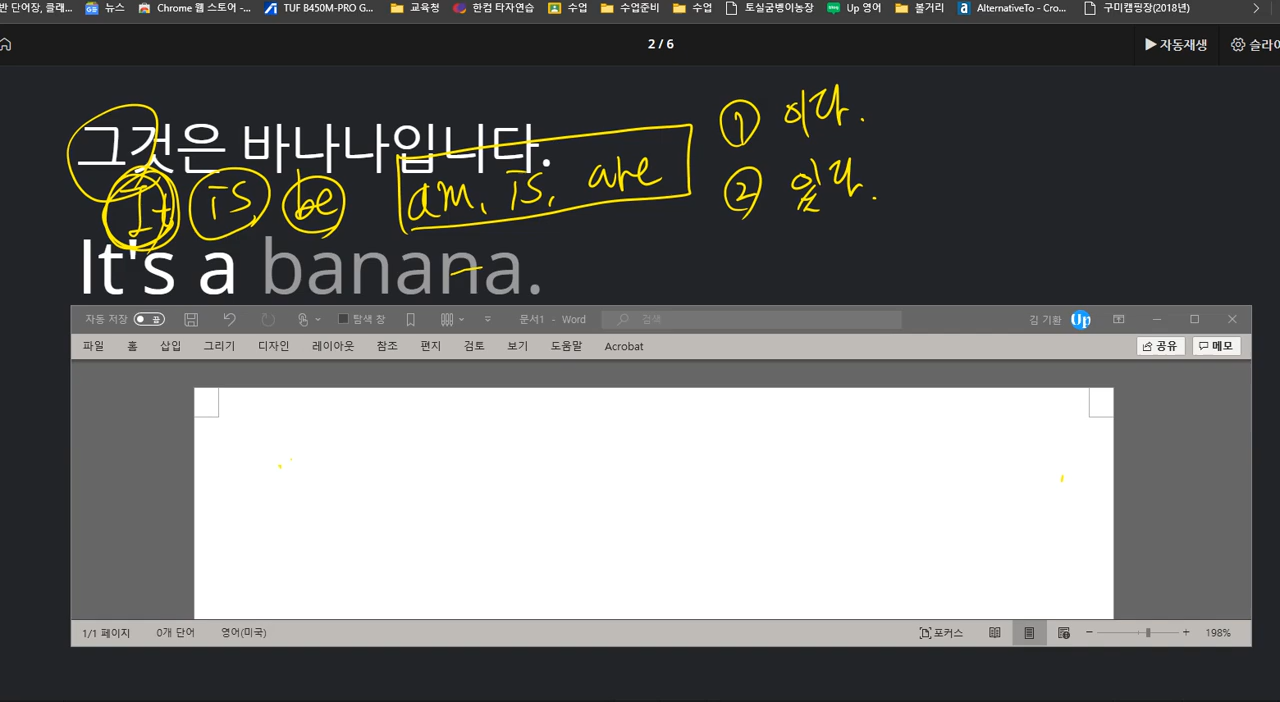 반 단어장, 클래... 뉴스 Chrome 웹 스토어 -... TUF B450M-PRO G... 교육청 한컴 타자연습 수업 수업준비 수업 토실굼벵이농장 Up 영어 볼거리 AlternativeTo - Cro... 구미캠핑장(2018년)
2 / 6
자동재생 슬라이
그것은 바나나입니다.
① 이다.
It is, be am, is, are
② 있다.
It's a banana.
자동 저장 끔 탐색 창 문서1 - Word 검색 김 기환 Up
파일 홈 삽입 그리기 디자인 레이아웃 참조 편지 검토 보기 도움말 Acrobat 공유 메모
1/1 페이지 0개 단어 영어(미국) 포커스 198%